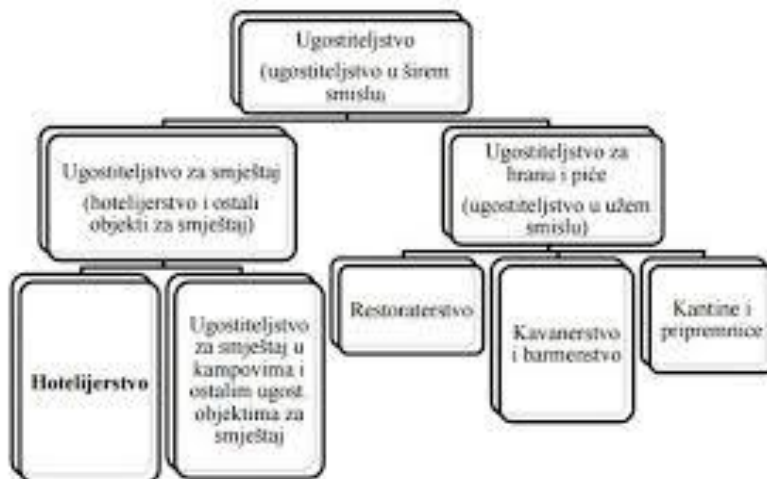 Ugostiteljstvo
(ugostiteljstvo u širem
smislu)
Ugostiteljstvo za smještaj
(hotelijerstvo i ostali
objekti za smještaj)
Ugostiteljstvo za
hranu i piće
(ugostiteljstvo u užem
smislu)
Hotelijerstvo
Ugostiteljstvo
za smještaj u
kampovima i
ostalim ugost.
objektima za
smještaj
Restoraterstvo
Kavanerstvo
i barmenstvo
Kantine i
pripremnice